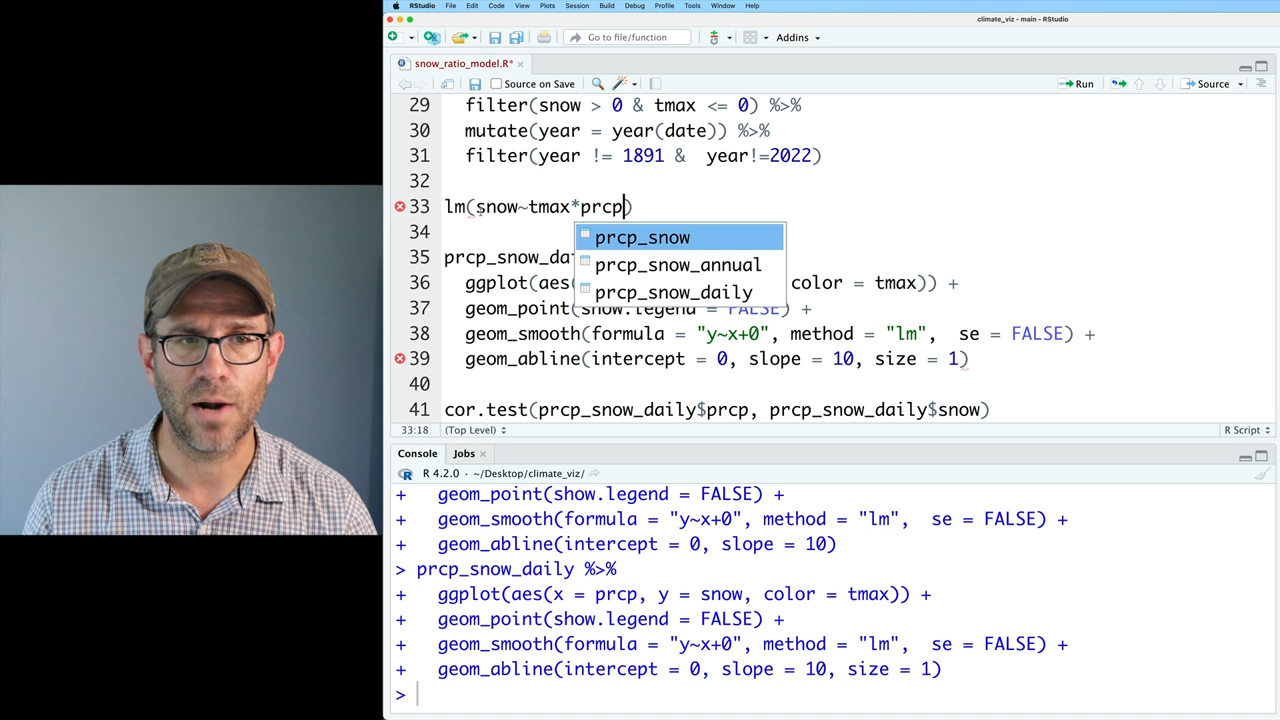 RStudio File Edit Code View Plots Session Build Debug Profile Tools Window Help
climate_viz - main - RStudio
Go to file/function Addins
snow_ratio_model.R*
Source on Save Run Source
29 filter(snow > 0 & tmax <= 0) %>%
30 mutate(year = year(date)) %>%
31 filter(year != 1891 & year!=2022)
32
33 lm(snow~tmax*prcp)
34 prcp_snow
35 prcp_snow_da
prcp_snow_annual
36 ggplot(aes( color = tmax)) +
prcp_snow_daily
37 geom_point(show.legend = FALSE) +
38 geom_smooth(formula = "y~x+0", method = "lm", se = FALSE) +
39 geom_abline(intercept = 0, slope = 10, size = 1)
40
41 cor.test(prcp_snow_daily$prcp, prcp_snow_daily$snow)
33:18 (Top Level) R Script
Console Jobs
R 4.2.0 · ~/Desktop/climate_viz/
+ geom_point(show.legend = FALSE) +
+ geom_smooth(formula = "y~x+0", method = "lm", se = FALSE) +
+ geom_abline(intercept = 0, slope = 10)
> prcp_snow_daily %>%
+ ggplot(aes(x = prcp, y = snow, color = tmax)) +
+ geom_point(show.legend = FALSE) +
+ geom_smooth(formula = "y~x+0", method = "lm", se = FALSE) +
+ geom_abline(intercept = 0, slope = 10, size = 1)
>